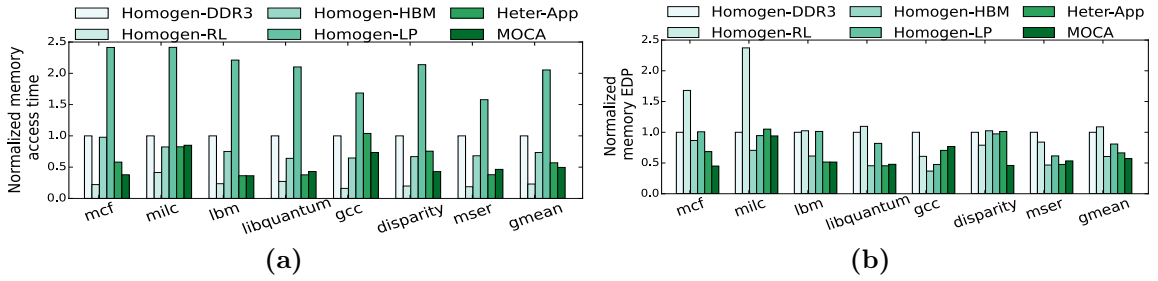 Homogen-DDR3 Homogen-HBM Heter-App
Homogen-RL Homogen-LP MOCA
Normalized memory
access time
2.5
2.0
1.5
1.0
0.5
0.0
mcf milc lbm libquantum gcc disparity mser gmean
(a)
Homogen-DDR3 Homogen-HBM Heter-App
Homogen-RL Homogen-LP MOCA
Normalized
memory EDP
2.5
2.0
1.5
1.0
0.5
0.0
mcf milc lbm libquantum gcc disparity mser gmean
(b)